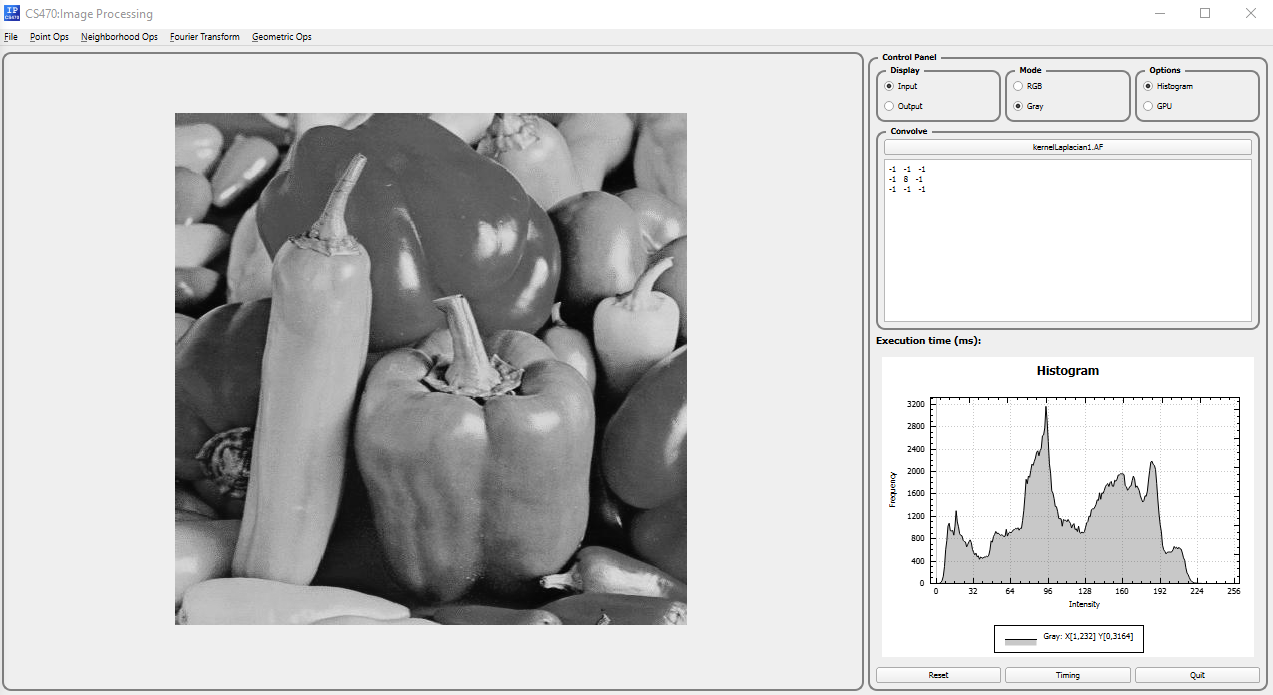 IP CS470 CS470:Image Processing
File Point Ops Neighborhood Ops Fourier Transform Geometric Ops
Control Panel
Display
Input
Output
Mode
RGB
Gray
Options
Histogram
GPU
Convolve
kernelLaplacian1.AF
-1 -1 -1
-1 8 -1
-1 -1 -1
Execution time (ms):
Histogram
3200
2800
2400
2000
1600
1200
800
400
0
Frequency
0 32 64 96 128 160 192 224 256
Intensity
Gray: X[1,232] Y[0,3164]
Reset Timing Quit